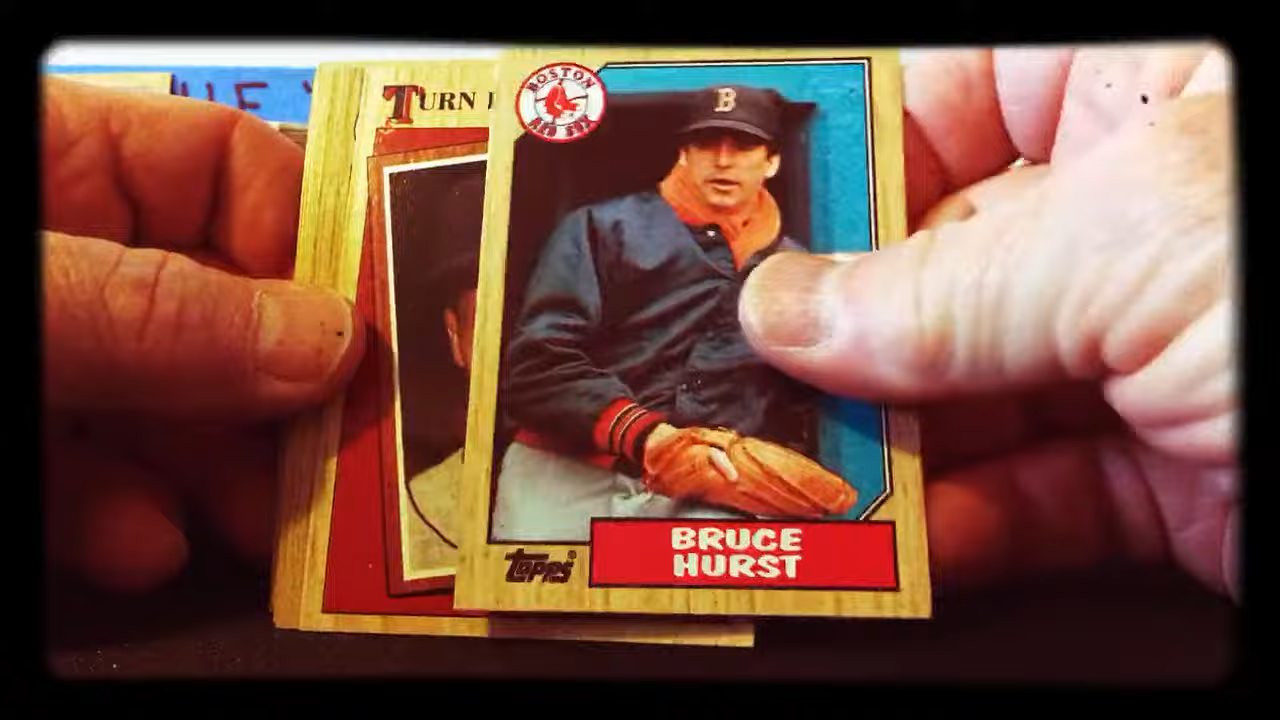 TURN
BOSTON
RED SOX
B
topps®
BRUCE
HURST